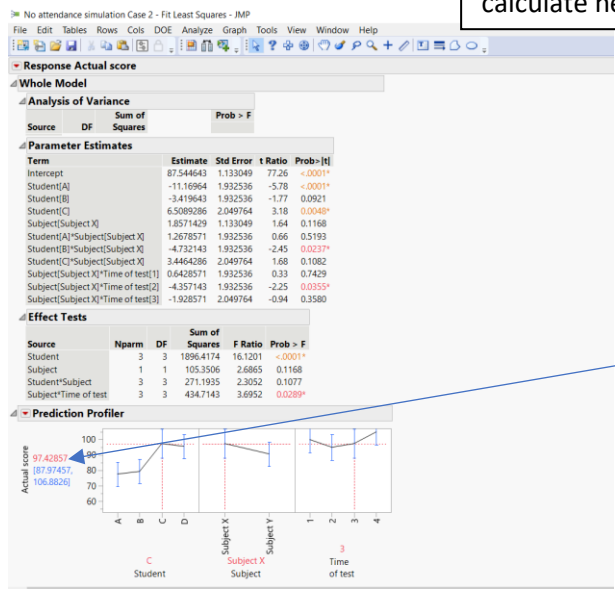 calculate ne
No attendance simulation Case 2 - Fit Least Squares - JMP
File Edit Tables Rows Cols DOE Analyze Graph Tools View Window Help
Response Actual score
Whole Model
Analysis of Variance
Source DF Sum of Squares Prob > F
Parameter Estimates
Term Estimate Std Error t Ratio Prob>|t|
Intercept 87.544643 1.133049 77.26 <.0001*
Student[A] -11.16964 1.932536 -5.78 <.0001*
Student[B] -3.419643 1.932536 -1.77 0.0921
Student[C] 6.5089286 2.049764 3.18 0.0048*
Subject[Subject X] 1.8571429 1.133049 1.64 0.1168
Student[A]*Subject[Subject X] 1.2678571 1.932536 0.66 0.5193
Student[B]*Subject[Subject X] -4.732143 1.932536 -2.45 0.0237*
Student[C]*Subject[Subject X] 3.4464286 2.049764 1.68 0.1082
Subject[Subject X]*Time of test[1] 0.6428571 1.932536 0.33 0.7429
Subject[Subject X]*Time of test[2] -4.357143 1.932536 -2.25 0.0355*
Subject[Subject X]*Time of test[3] -1.928571 2.049764 -0.94 0.3580
Effect Tests
Source Nparm DF Sum of Squares F Ratio Prob > F
Student 3 3 1896.4174 16.1201 <.0001*
Subject 1 1 105.3506 2.6865 0.1168
Student*Subject 3 3 271.1935 2.3052 0.1077
Subject*Time of test 3 3 434.7143 3.6952 0.0289*
Prediction Profiler
Actual score
97.42857
[87.97457,
106.8826]
100
90
80
70
60
A B C D
Subject X Subject Y
1 2 3 4
C
Student
Subject X
Subject
3
Time
of test